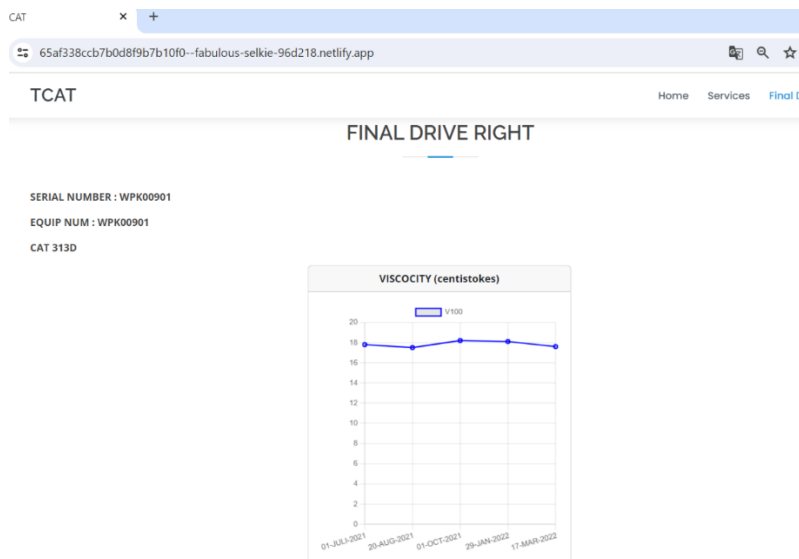 CAT
65af338ccb7b0d8f9b7b10f0--fabulous-selkie-96d218.netlify.app
TCAT Home Services Final D
FINAL DRIVE RIGHT
SERIAL NUMBER : WPK00901
EQUIP NUM : WPK00901
CAT 313D
VISCOCITY (centistokes)
V100
20
18
16
14
12
10
8
6
4
2
0
01-JULI-2021 20-AUG-2021 01-OCT-2021 29-JAN-2022 17-MAR-2022